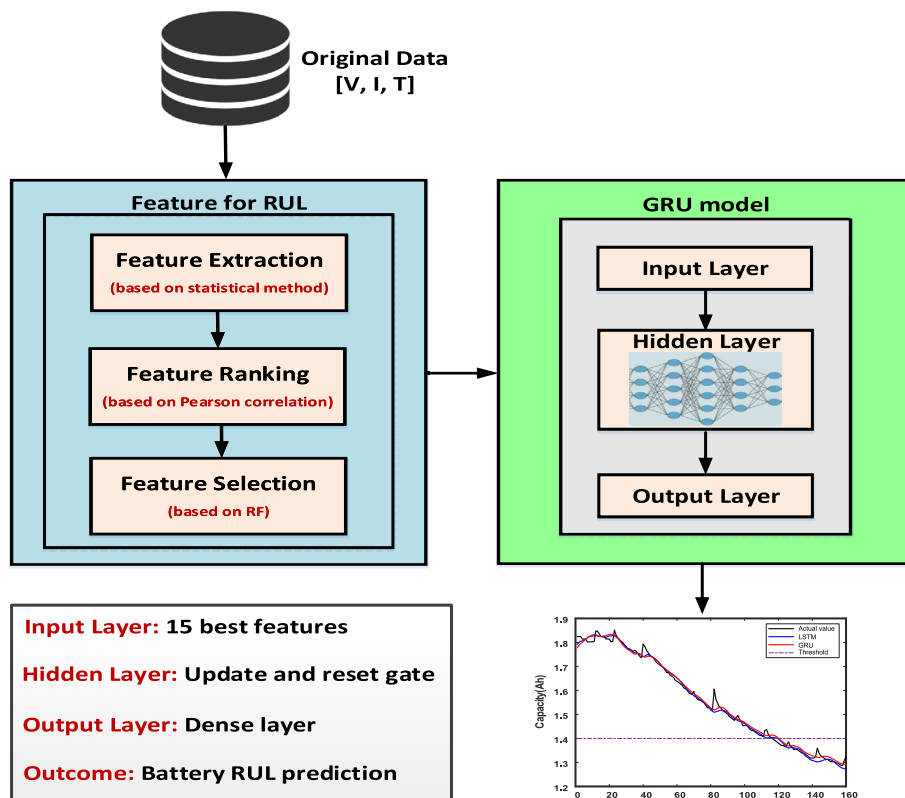 Original Data
[V, I, T]
Feature for RUL
Feature Extraction
(based on statistical method)
Feature Ranking
(based on Pearson correlation)
Feature Selection
(based on RF)
GRU model
Input Layer
Hidden Layer
Output Layer
Input Layer: 15 best features
Hidden Layer: Update and reset gate
Output Layer: Dense layer
Outcome: Battery RUL prediction
Capacity(Ah)
1.9
1.8
1.7
1.6
1.5
1.4
1.3
1.2
0 20 40 60 80 100 120 140 160
Actual value
LSTM
GRU
Threshold